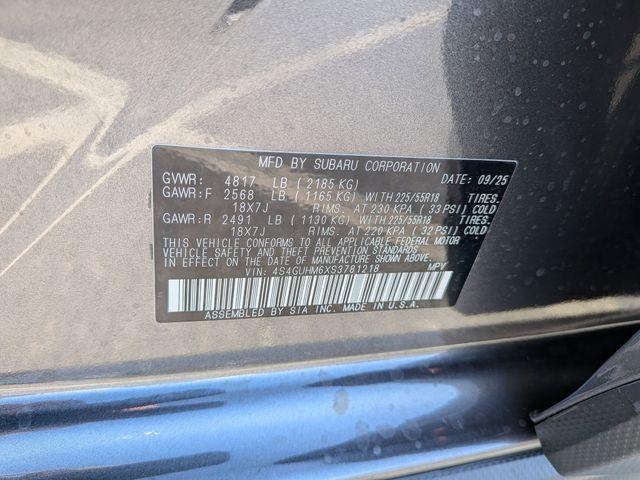 MFD BY SUBARU CORPORATION
GVWR: 4817 LB ( 2185 KG) DATE: 09/25
GAWR:F 2568 LB ( 1165 KG) WITH 225/55R18 TIRES.
18X7J RIMS. AT 230 KPA ( 33 PSI) COLD
GAWR:R 2491 LB ( 1130 KG) WITH 225/55R18 TIRES.
18X7J RIMS. AT 220 KPA ( 32 PSI) COLD
THIS VEHICLE CONFORMS TO ALL APPLICABLE FEDERAL MOTOR
VEHICLE SAFETY, BUMPER, AND THEFT PREVENTION STANDARDS
IN EFFECT ON THE DATE OF MANUFACTURE SHOWN ABOVE.
VIN: 4S4GUHM6XS3781218 MPV
ASSEMBLED BY SIA INC. MADE IN U.S.A.